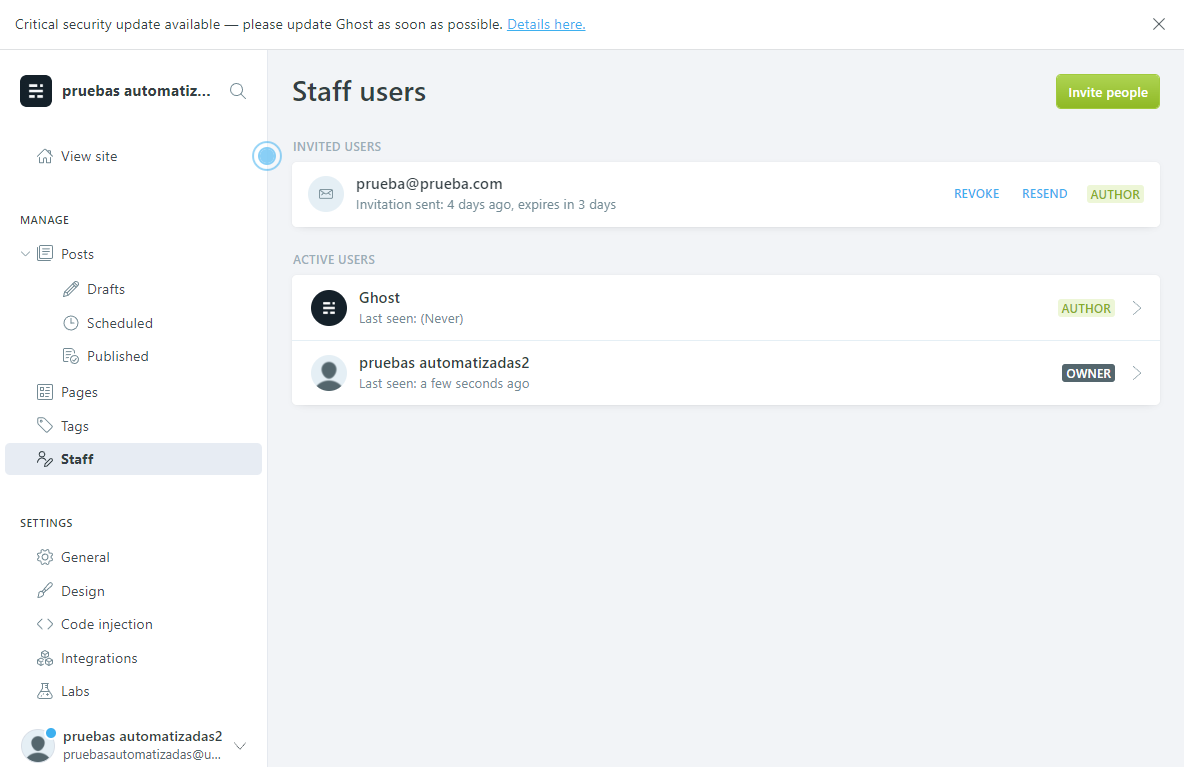 Critical security update available — please update Ghost as soon as possible. Details here.
pruebas automatiz...
View site
MANAGE
Posts
Drafts
Scheduled
Published
Pages
Tags
Staff
SETTINGS
General
Design
Code injection
Integrations
Labs
pruebas automatizadas2
pruebasautomatizadas@u...
Staff users
Invite people
INVITED USERS
prueba@prueba.com
Invitation sent: 4 days ago, expires in 3 days
REVOKE RESEND AUTHOR
ACTIVE USERS
Ghost
Last seen: (Never)
AUTHOR
pruebas automatizadas2
Last seen: a few seconds ago
OWNER